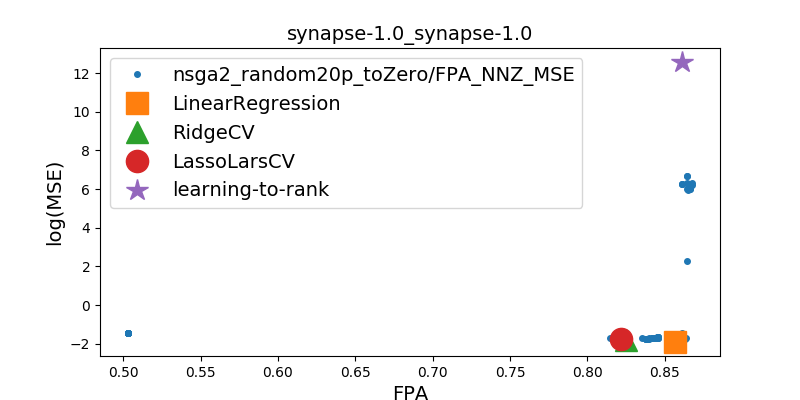 synapse-1.0_synapse-1.0
nsga2_random20p_toZero/FPA_NNZ_MSE
LinearRegression
RidgeCV
LassoLarsCV
learning-to-rank
log(MSE)
12
10
8
6
4
2
0
−2
0.50 0.55 0.60 0.65 0.70 0.75 0.80 0.85
FPA